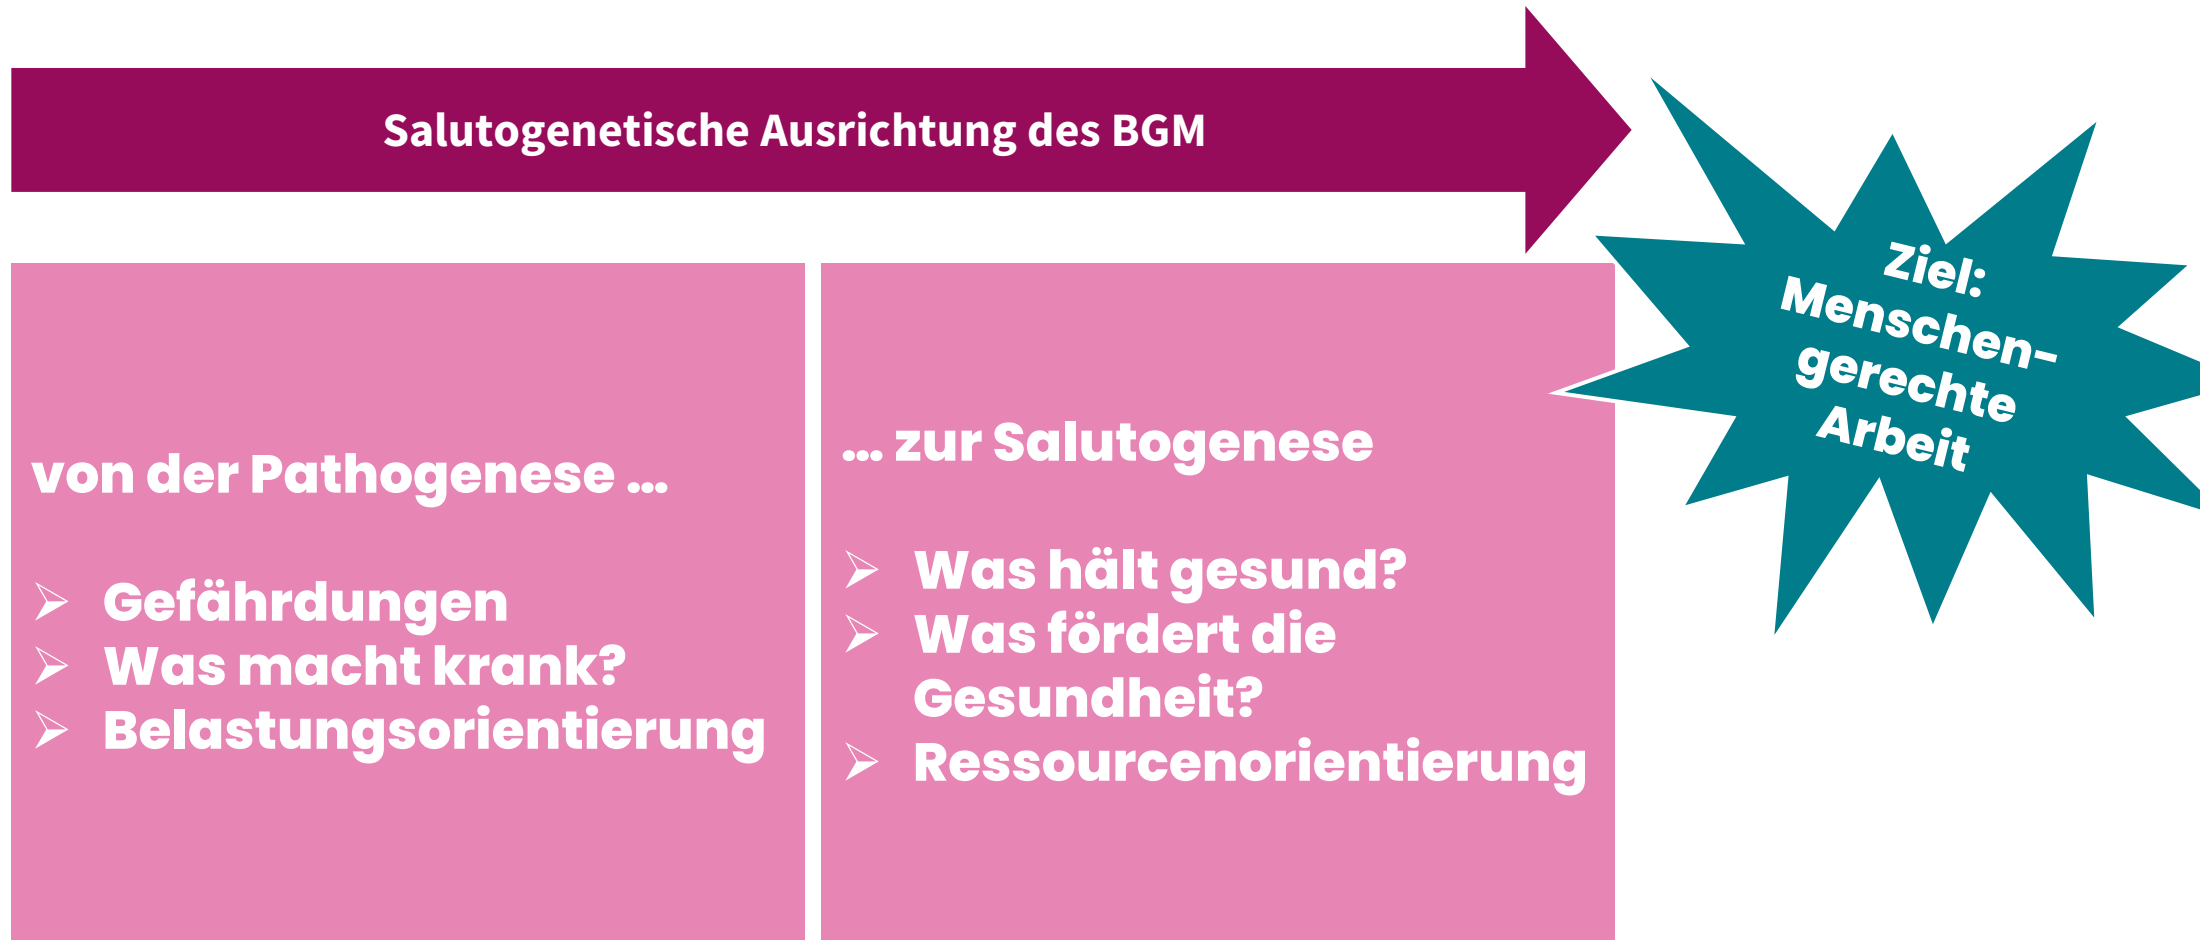 Salutogenetische Ausrichtung des BGM
von der Pathogenese ...
➢ Gefährdungen
➢ Was macht krank?
➢ Belastungsorientierung
... zur Salutogenese
➢ Was hält gesund?
➢ Was fördert die
Gesundheit?
➢ Ressourcenorientierung
Ziel:
Menschen-
gerechte
Arbeit